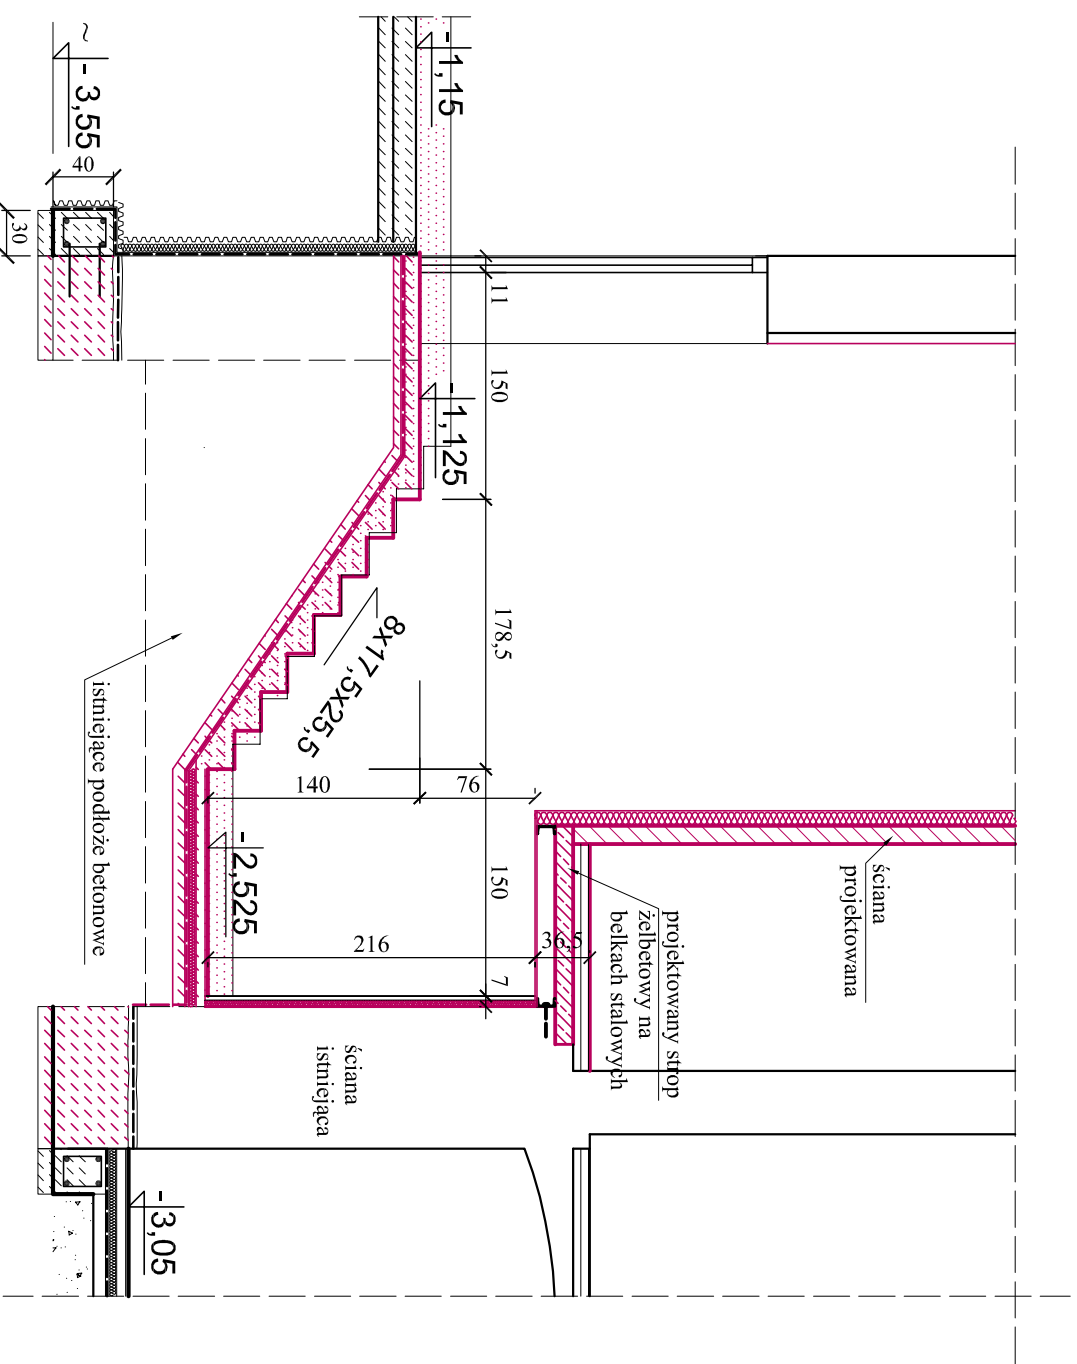 - 1,15
~ - 3,55
40
30
11
150
- 1,125
178,5
8x17,5x25,5
140
76
150
- 2,525
216
36,5
7
istniejące podłoże betonowe
ściana
projektowana
projektowany strop
żelbetowy na
belkach stalowych
ściana
istniejąca
- 3,05